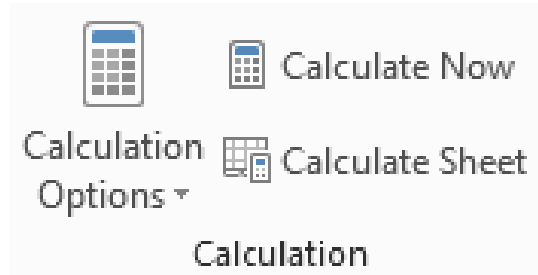 Calculation
Options
Calculate Now
Calculate Sheet
Calculation